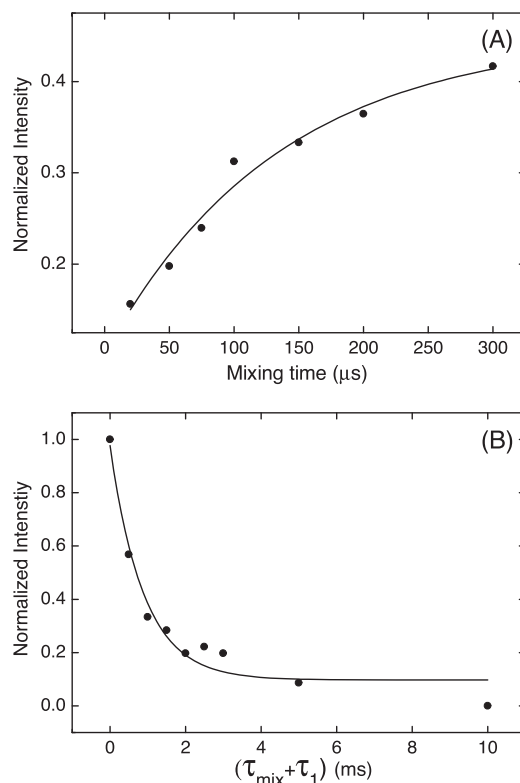 (A)
Normalized Intensity
0.4
0.3
0.2
0 50 100 150 200 250 300
Mixing time (μs)
(B)
Normalized Intenstiy
1.0
0.8
0.6
0.4
0.2
0.0
0 2 4 6 8 10
(τmix+τ1) (ms)